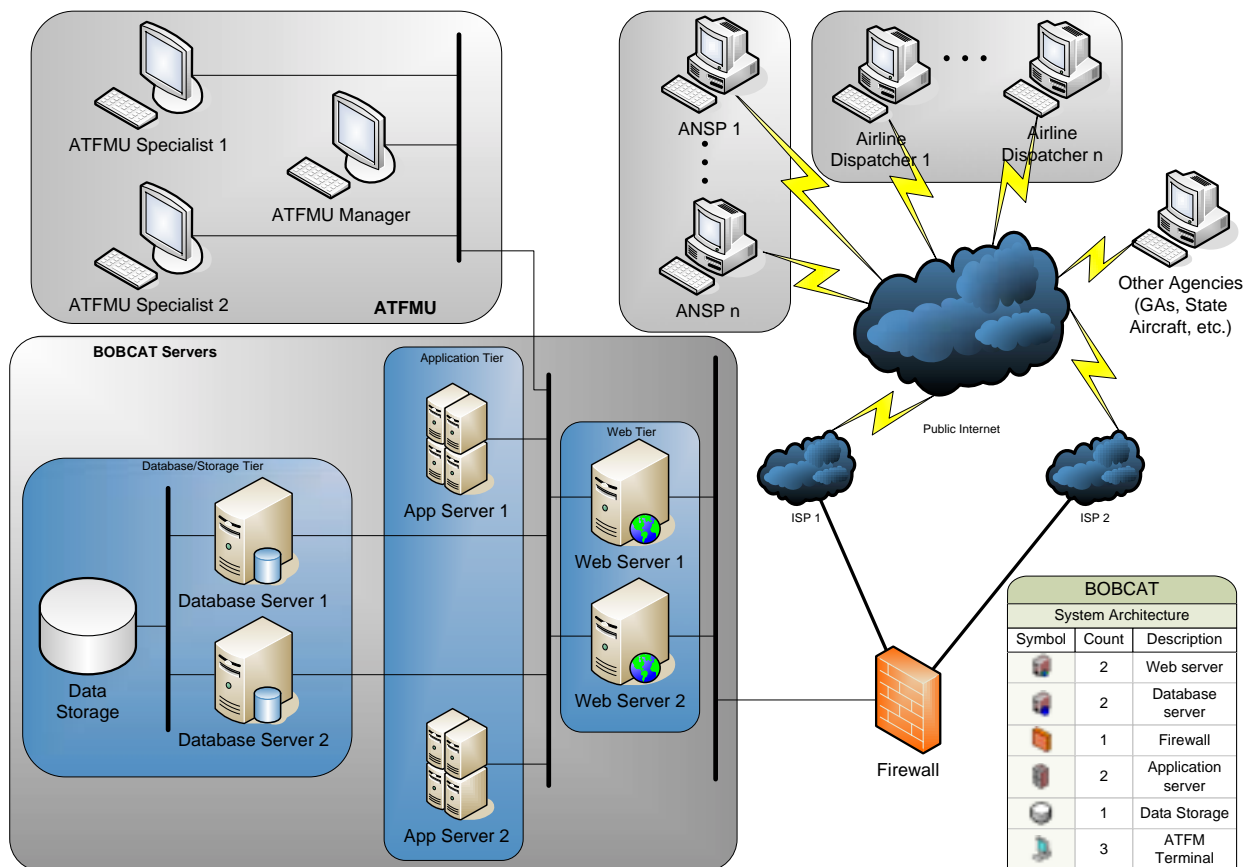 ATFMU Specialist 1
ATFMU Manager
ATFMU Specialist 2
ATFMU
ANSP 1
ANSP n
Airline
Dispatcher 1
Airline
Dispatcher n
Other Agencies
(GAs, State
Aircraft, etc.)
Public Internet
ISP 1
ISP 2
Firewall
BOBCAT Servers
Application Tier
App Server 1
App Server 2
Web Tier
Web Server 1
Web Server 2
Database/Storage Tier
Database Server 1
Database Server 2
Data
Storage
BOBCAT
System Architecture
Symbol Count Description
2 Web server
2 Database
server
1 Firewall
2 Application
server
1 Data Storage
3 ATFM
Terminal